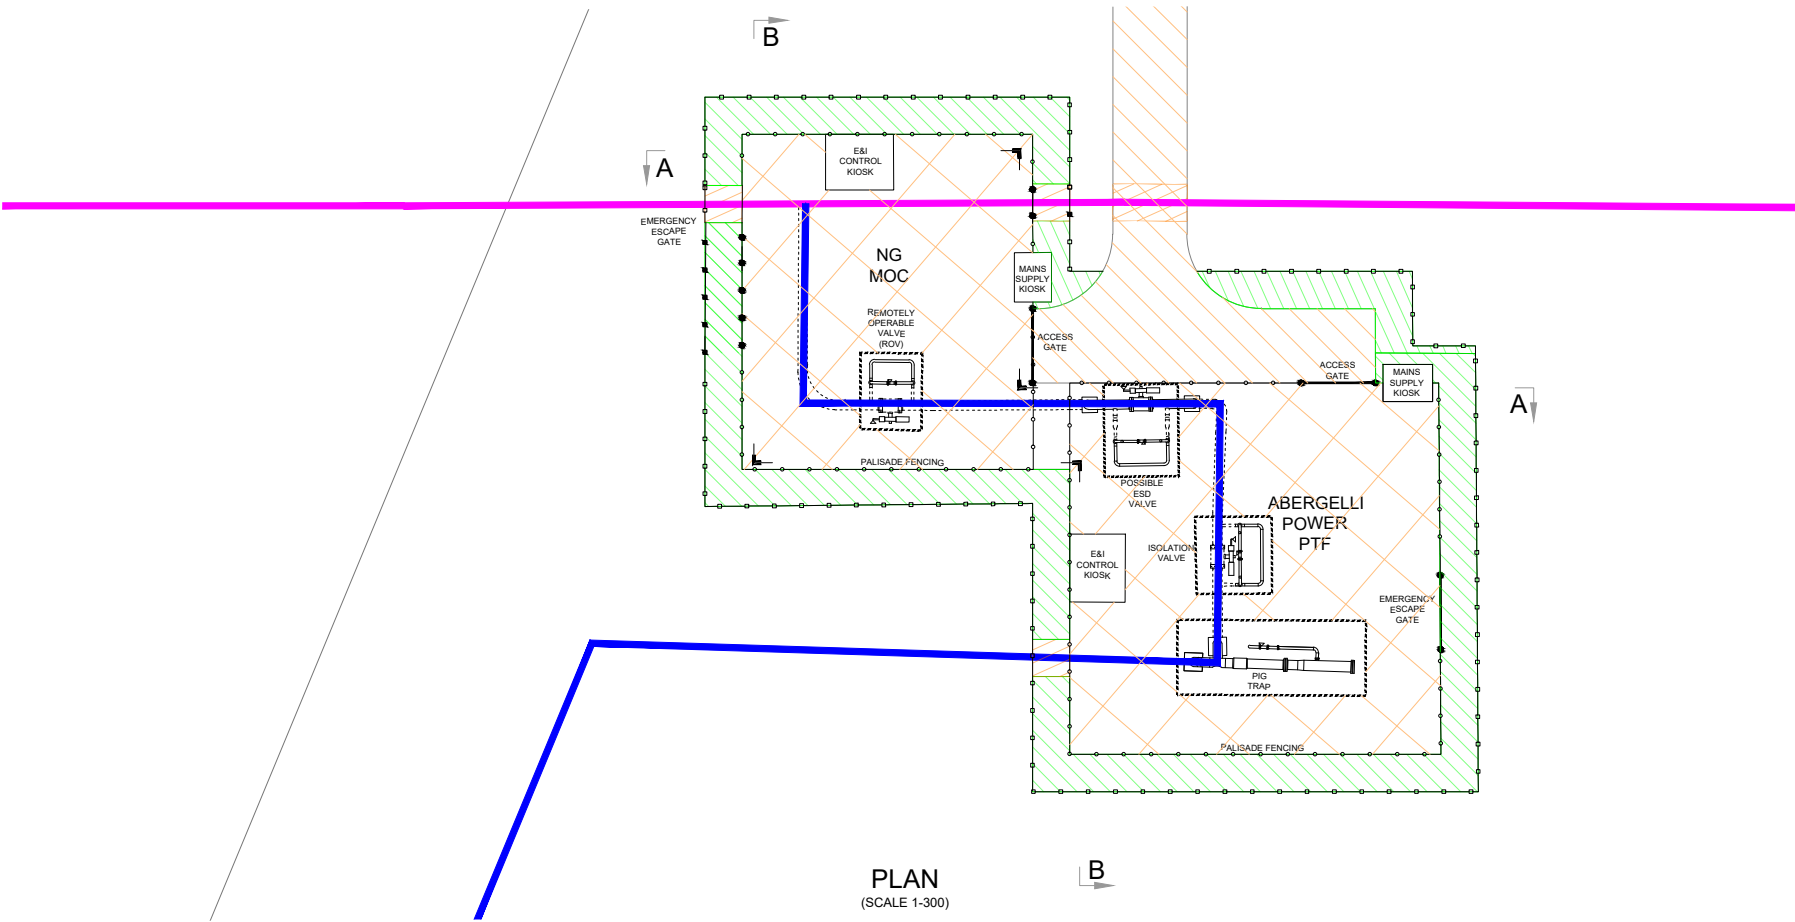 B
A
E&I
CONTROL
KIOSK
EMERGENCY
ESCAPE
GATE
NG
MOC
MAINS
SUPPLY
KIOSK
REMOTELY
OPERABLE
VALVE
(ROV)
ACCESS
GATE
ACCESS
GATE
MAINS
SUPPLY
KIOSK
A
PALISADE FENCING
POSSIBLE
ESD
VALVE
ABERGELLI
POWER
PTF
ISOLATION
VALVE
E&I
CONTROL
KIOSK
EMERGENCY
ESCAPE
GATE
PIG
TRAP
PALISADE FENCING
PLAN
(SCALE 1-300)
B